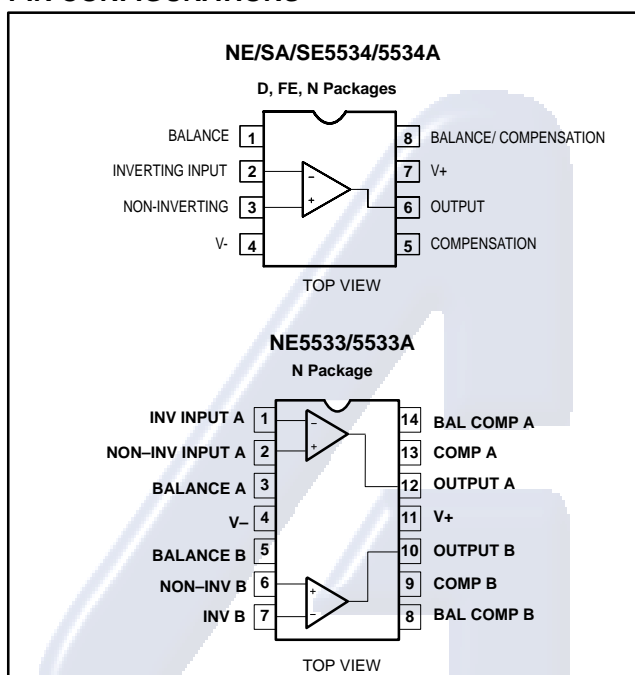 NE/SA/SE5534/5534A
D, FE, N Packages
BALANCE 1 8 BALANCE/ COMPENSATION
INVERTING INPUT 2 – 7 V+
NON-INVERTING 3 + 6 OUTPUT
V- 4 5 COMPENSATION
TOP VIEW
NE5533/5533A
N Package
INV INPUT A 1 – 14 BAL COMP A
NON–INV INPUT A 2 + 13 COMP A
BALANCE A 3 12 OUTPUT A
V– 4 11 V+
BALANCE B 5 10 OUTPUT B
NON–INV B 6 + 9 COMP B
INV B 7 – 8 BAL COMP B
TOP VIEW